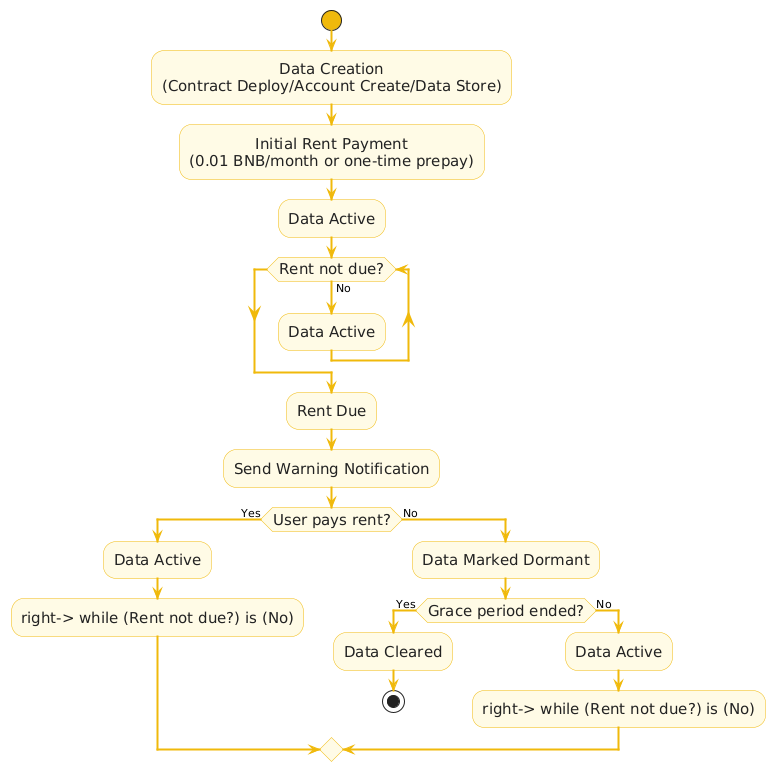 Data Creation
(Contract Deploy/Account Create/Data Store)
Initial Rent Payment
(0.01 BNB/month or one-time prepay)
Data Active
Rent not due?
No
Data Active
Rent Due
Send Warning Notification
Yes
User pays rent?
No
Data Active
right-> while (Rent not due?) is (No)
Data Marked Dormant
Yes
Grace period ended?
No
Data Cleared
Data Active
right-> while (Rent not due?) is (No)